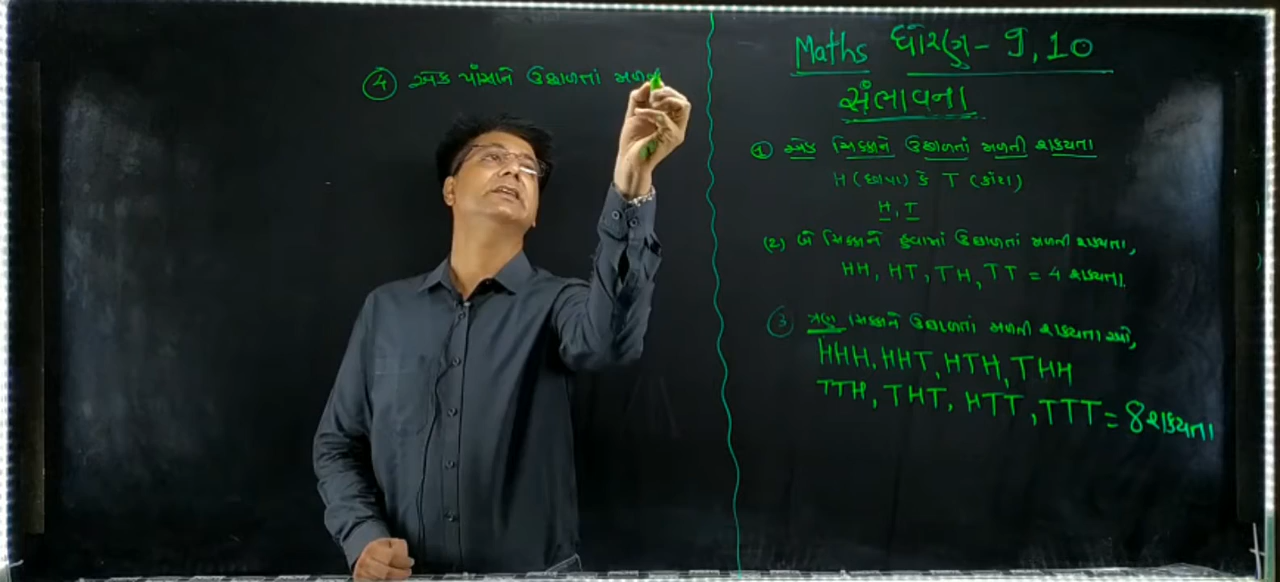 ④ એક પાંસાને ઉછાળતાં મળતી
Maths ધોરણ - 9, 10
સંભાવના
① એક સિક્કાને ઉછાળતાં મળતી શક્યતા
H (છાપા) કે T (કાંટા)
H, T
(2) બે સિક્કાને હવામાં ઉછાળતાં મળતી શક્યતા,
HH, HT, TH, TT = 4 શક્યતા.
③ ત્રણ સિક્કાને ઉછાળતાં મળતી શક્યતાઓ,
HHH, HHT, HTH, THH
TTH, THT, HTT, TTT = 8 શક્યતા